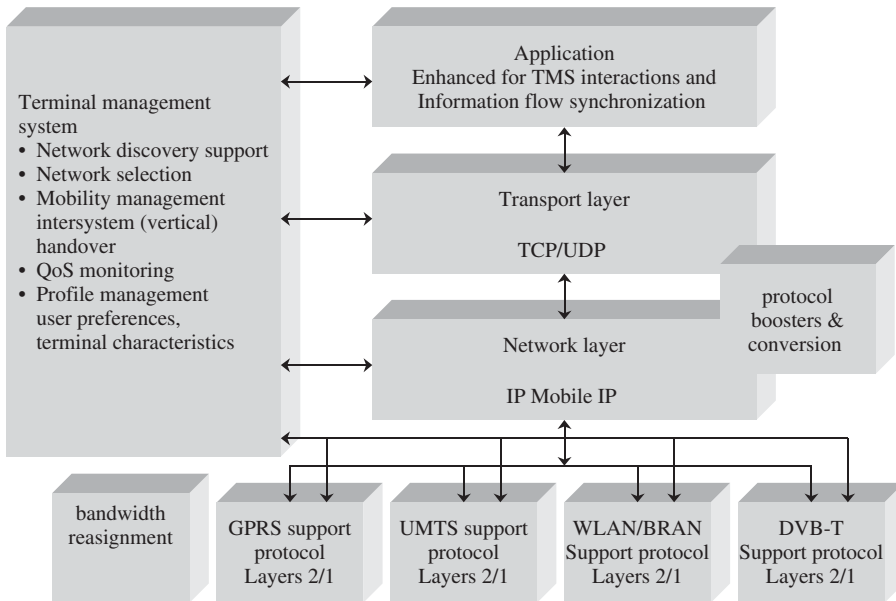 Application
Enhanced for TMS interactions and
Information flow synchronization
Terminal management
system
• Network discovery support
• Network selection
• Mobility management
intersystem (vertical)
handover
• QoS monitoring
• Profile management
user preferences,
terminal characteristics
Transport layer
TCP/UDP
protocol
boosters &
conversion
Network layer
IP Mobile IP
bandwidth
reasignment
GPRS support
protocol
Layers 2/1
UMTS support
protocol
Layers 2/1
WLAN/BRAN
Support protocol
Layers 2/1
DVB-T
Support protocol
Layers 2/1